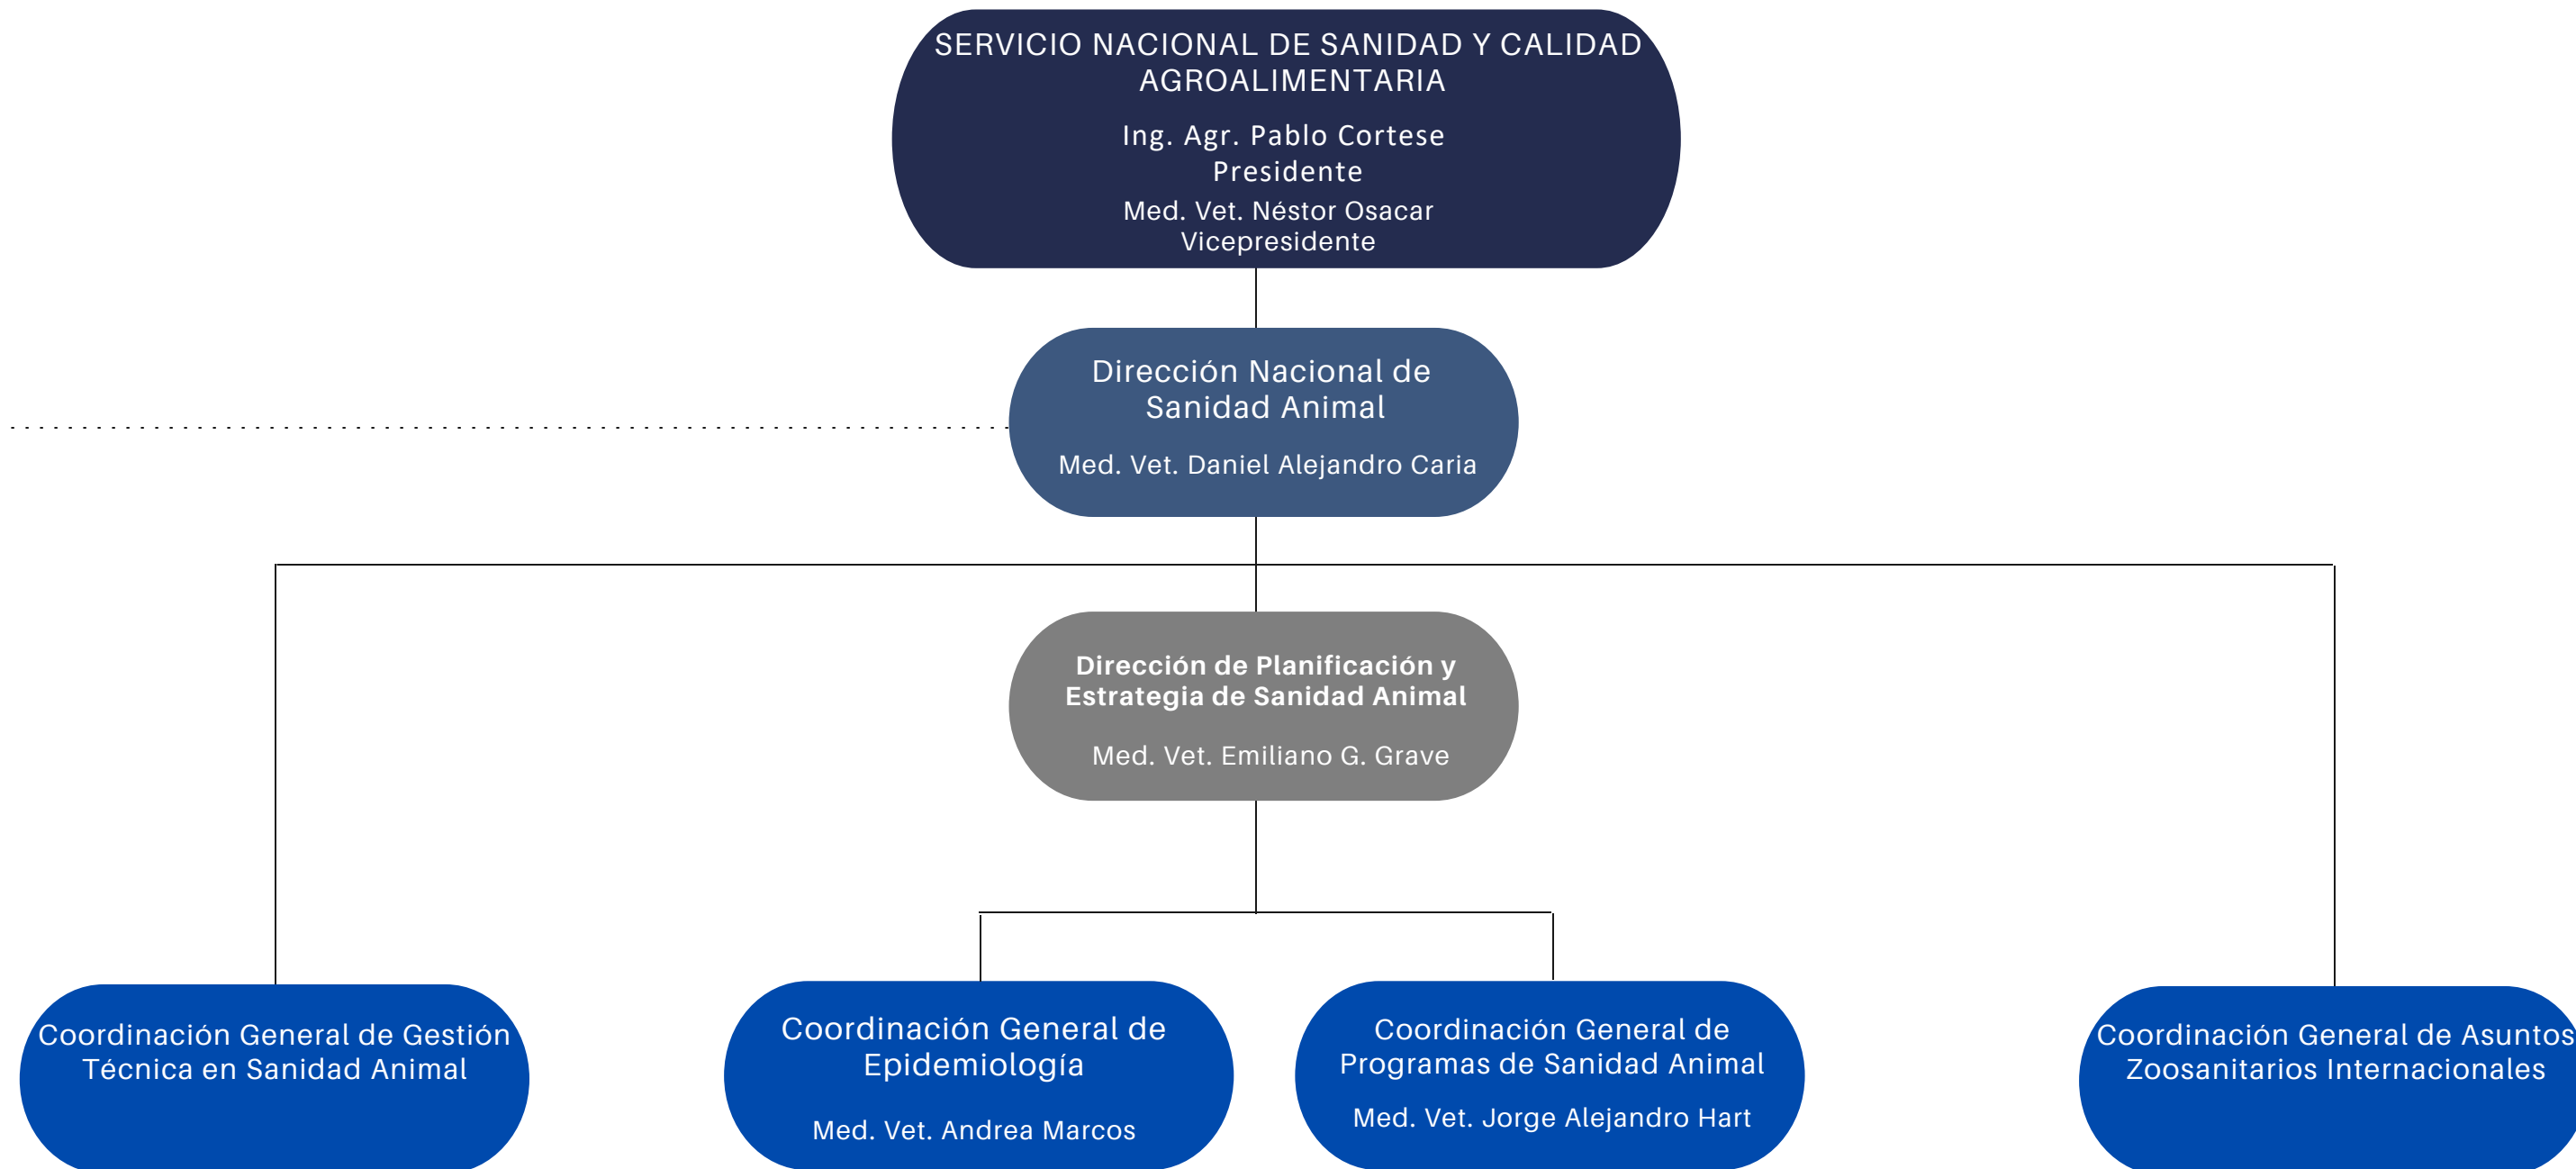 SERVICIO NACIONAL DE SANIDAD Y CALIDAD
AGROALIMENTARIA
Ing. Agr. Pablo Cortese
Presidente
Med. Vet. Néstor Osacar
Vicepresidente
Dirección Nacional de
Sanidad Animal
Med. Vet. Daniel Alejandro Caria
Dirección de Planificación y
Estrategia de Sanidad Animal
Med. Vet. Emiliano G. Grave
Coordinación General de Gestión
Técnica en Sanidad Animal
Coordinación General de
Epidemiología
Med. Vet. Andrea Marcos
Coordinación General de
Programas de Sanidad Animal
Med. Vet. Jorge Alejandro Hart
Coordinación General de Asuntos
Zoosanitarios Internacionales